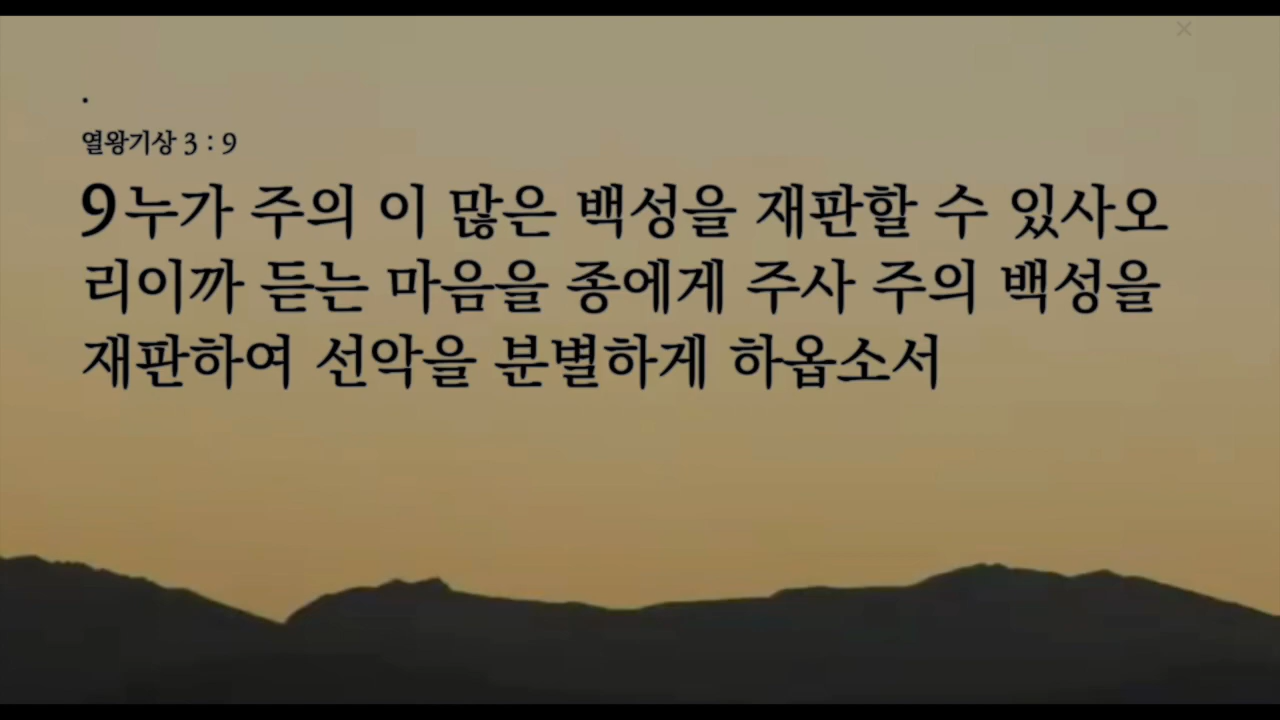 .
열왕기상 3 : 9
9누가 주의 이 많은 백성을 재판할 수 있사오
리이까 듣는 마음을 종에게 주사 주의 백성을
재판하여 선악을 분별하게 하옵소서